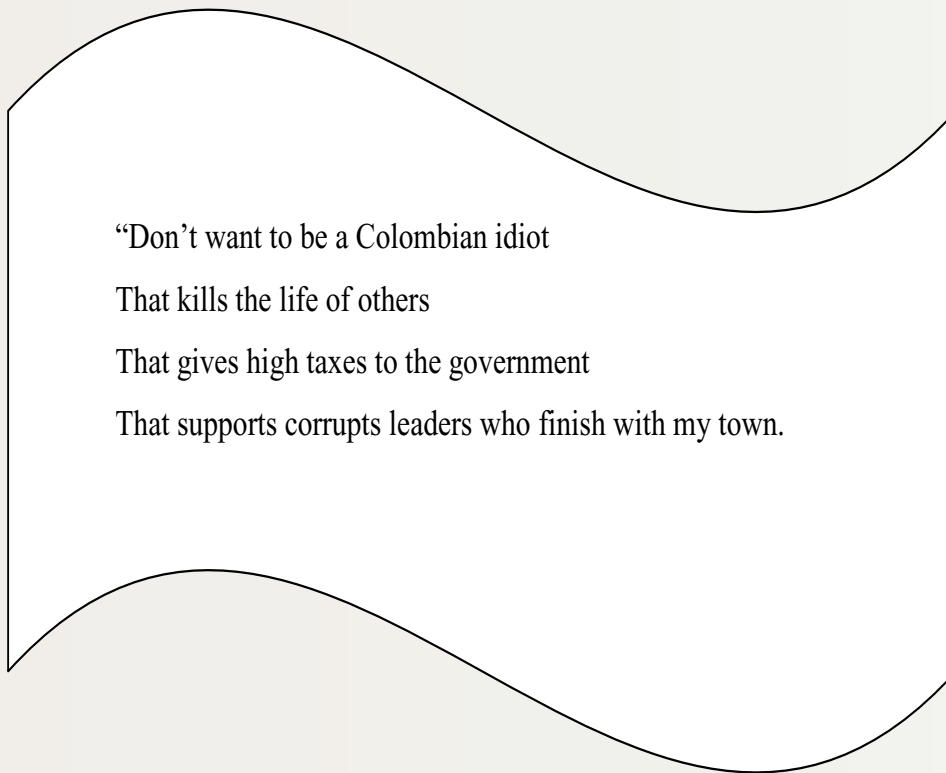 “Don’t want to be a Colombian idiot
That kills the life of others
That gives high taxes to the government
That supports corrupts leaders who finish with my town.